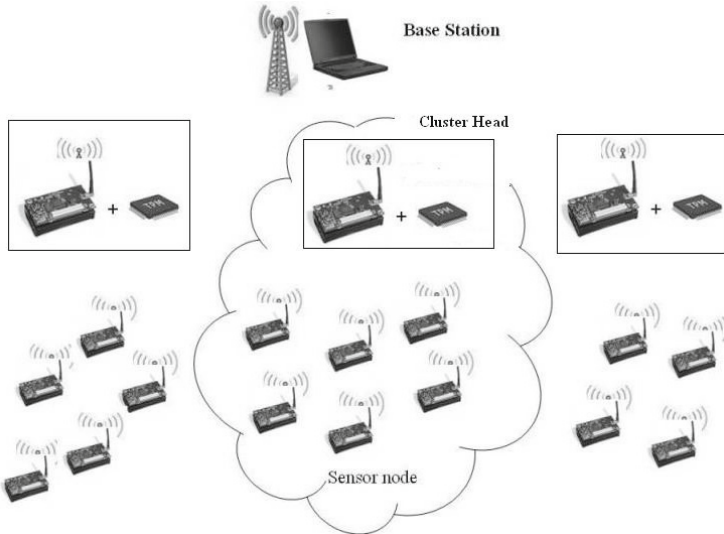 Base Station
Cluster Head
+ TPM
+ TPM
+ TPM
Sensor node